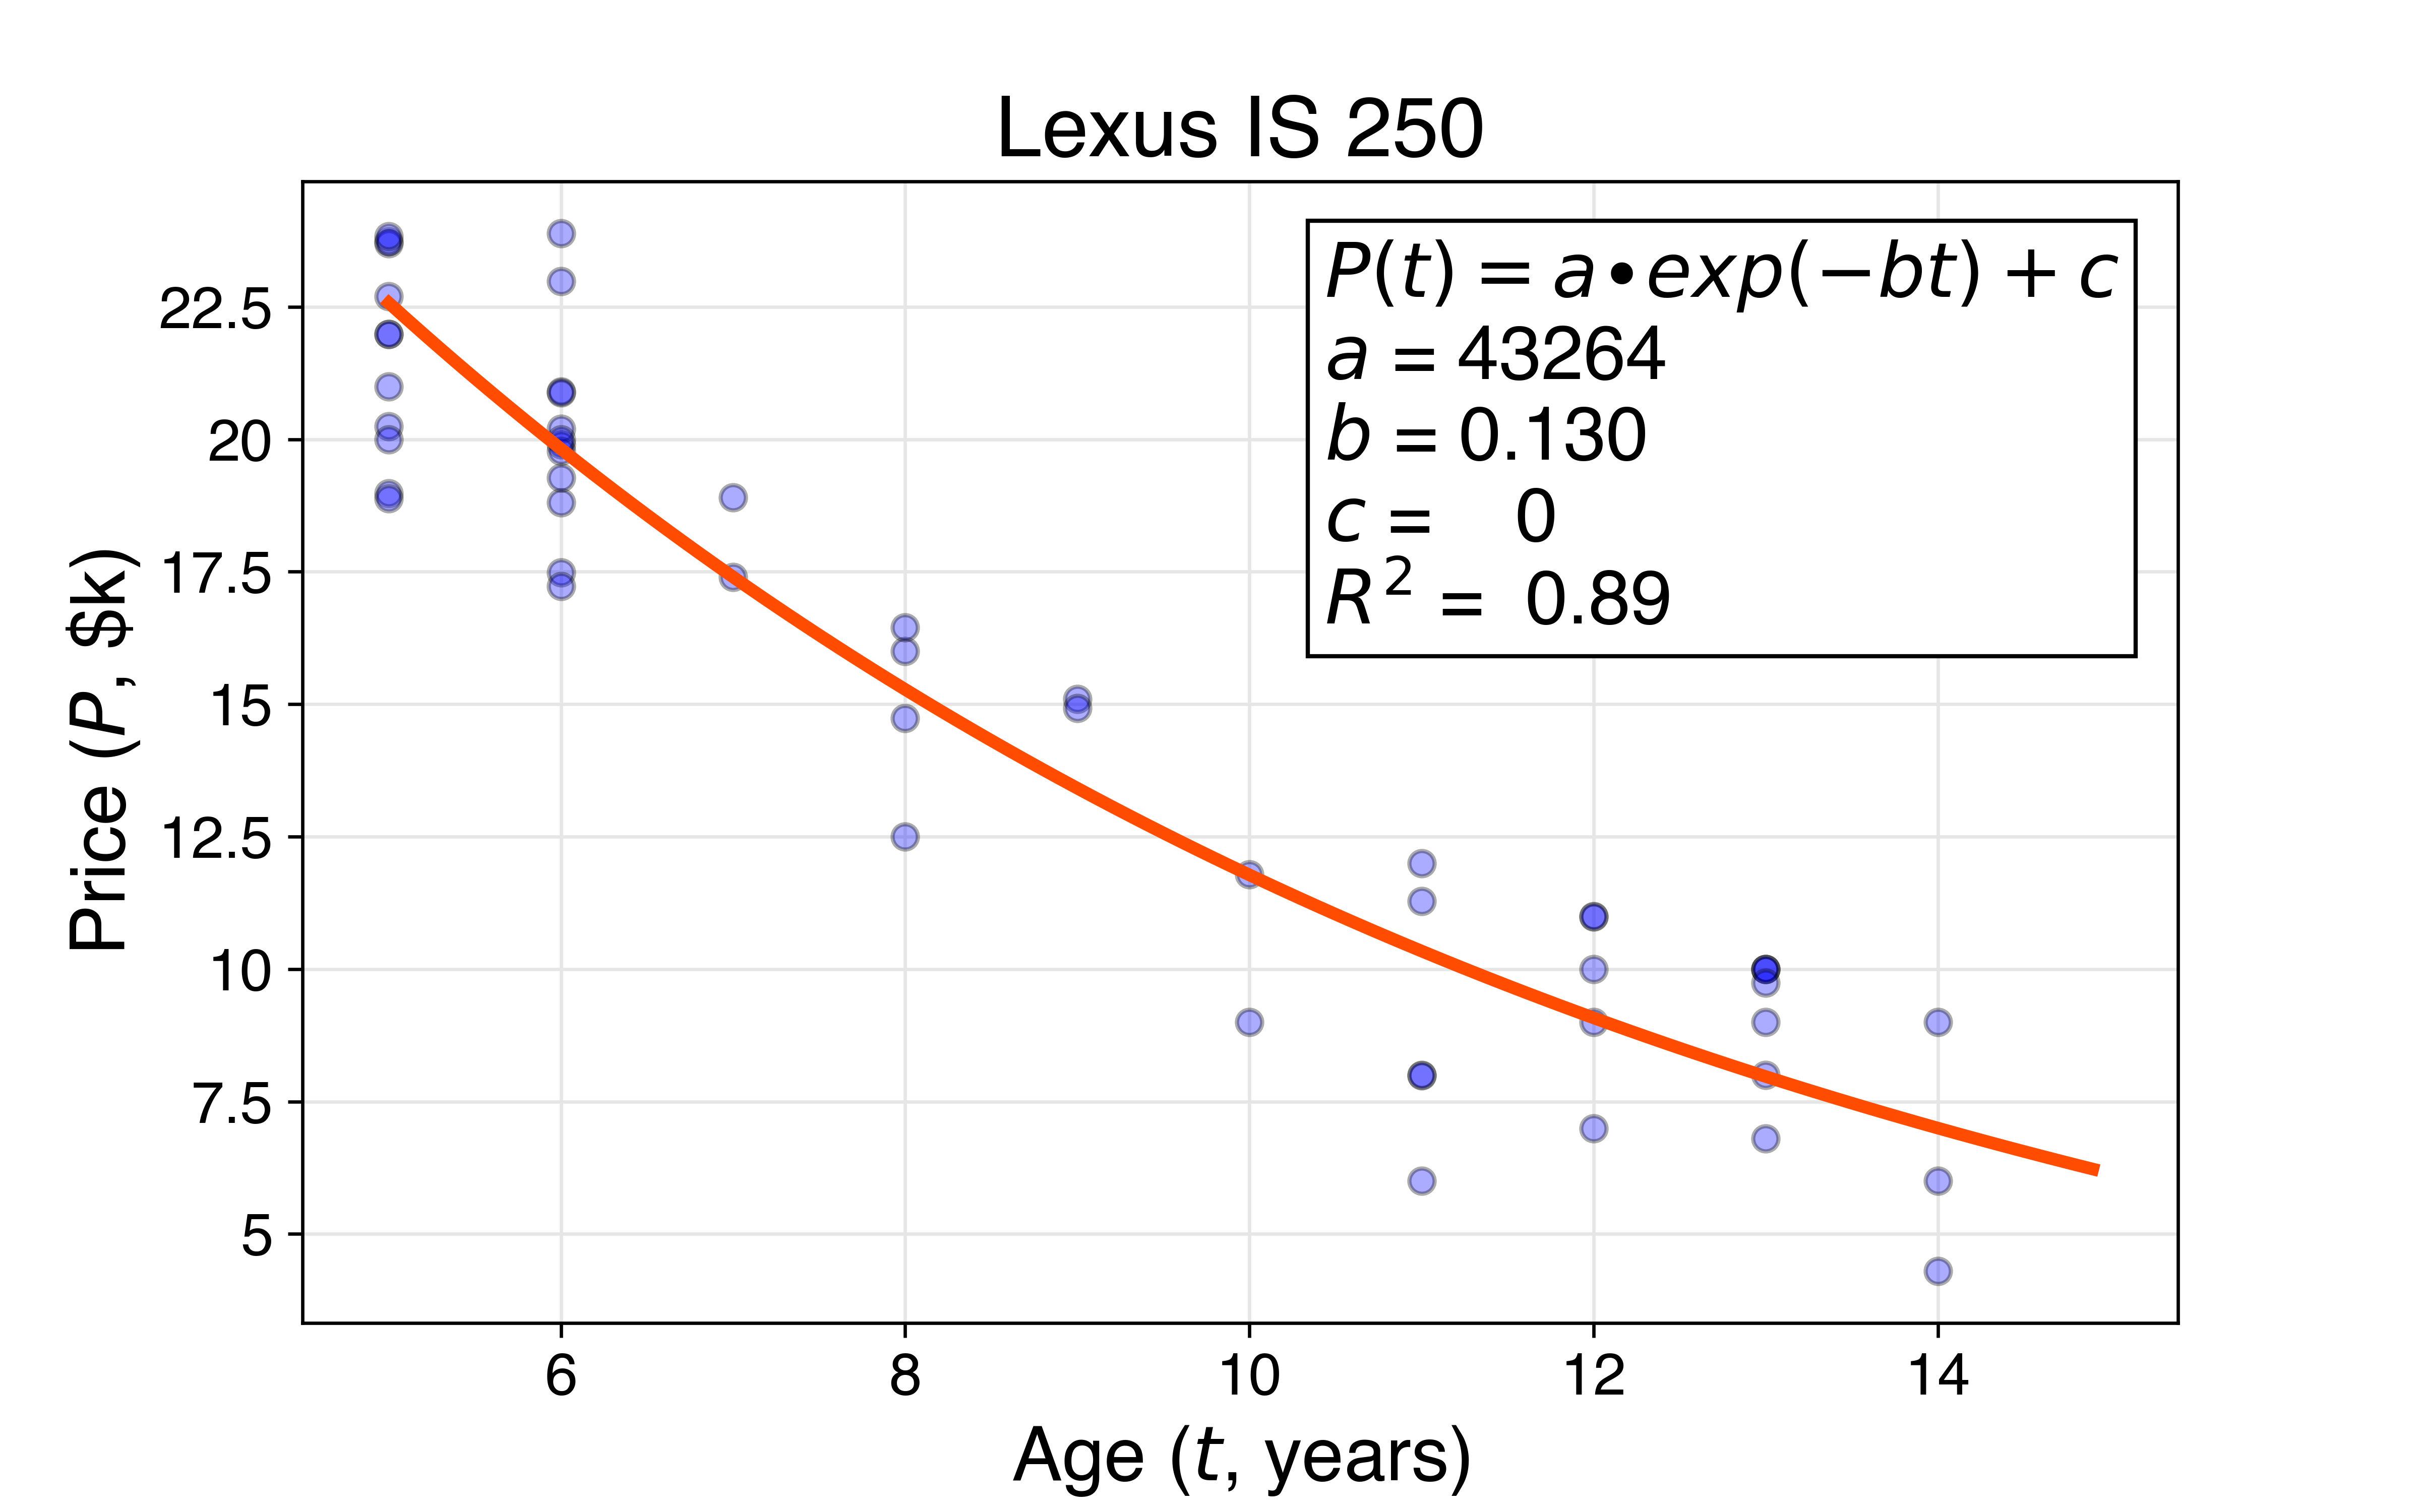 Lexus IS 250
P(t) = a•exp(−bt) + c
a = 43264
b = 0.130
c = 0
R² = 0.89
22.5
20
17.5
15
12.5
10
7.5
5
Price (P, $k)
6 8 10 12 14
Age (t, years)